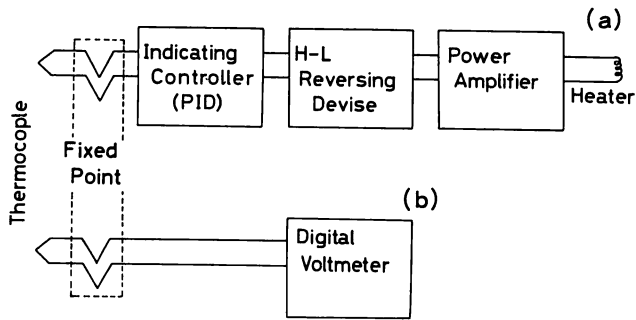 (a)
Indicating
Controller
(PID)
H-L
Reversing
Devise
Power
Amplifier
Heater
Thermocople
Fixed
Point
(b)
Digital
Voltmeter